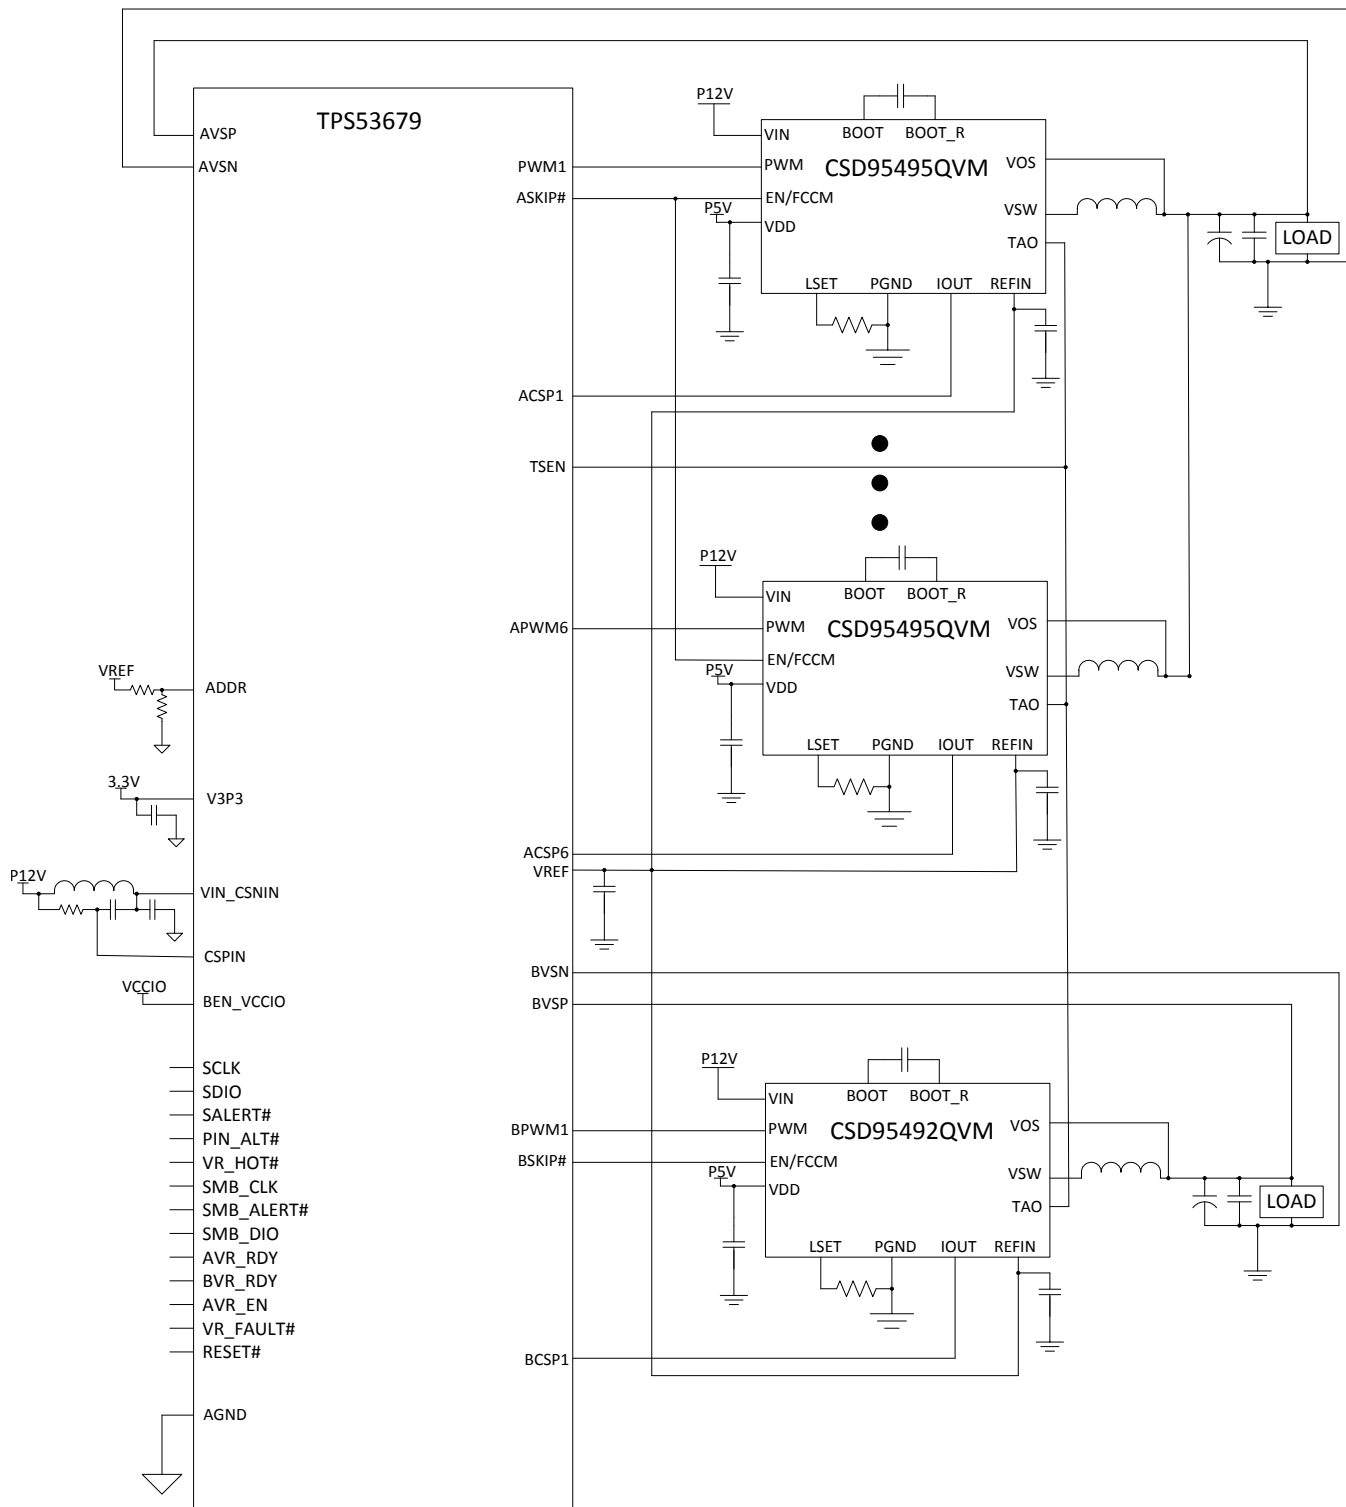 TPS53679
AVSP
AVSN
PWM1
ASKIP#
ACSP1
TSEN
APWM6
ADDR
VREF
3.3V
V3P3
ACSP6
VREF
P12V
VIN_CSNIN
CSPIN
BVSN
VCCIO
BEN_VCCIO
BVSP
SCLK
SDIO
SALERT#
PIN_ALT#
VR_HOT#
SMB_CLK
SMB_ALERT#
SMB_DIO
AVR_RDY
BVR_RDY
AVR_EN
VR_FAULT#
RESET#
BPWM1
BSKIP#
BCSP1
AGND
P12V
VIN
BOOT
BOOT_R
PWM
CSD95495QVM
VOS
EN/FCCM
P5V
VDD
VSW
TAO
LSET
PGND
IOUT
REFIN
LOAD
P12V
VIN
BOOT
BOOT_R
PWM
CSD95495QVM
VOS
EN/FCCM
P5V
VDD
VSW
TAO
LSET
PGND
IOUT
REFIN
P12V
VIN
BOOT
BOOT_R
PWM
CSD95492QVM
VOS
EN/FCCM
P5V
VDD
VSW
TAO
LSET
PGND
IOUT
REFIN
LOAD